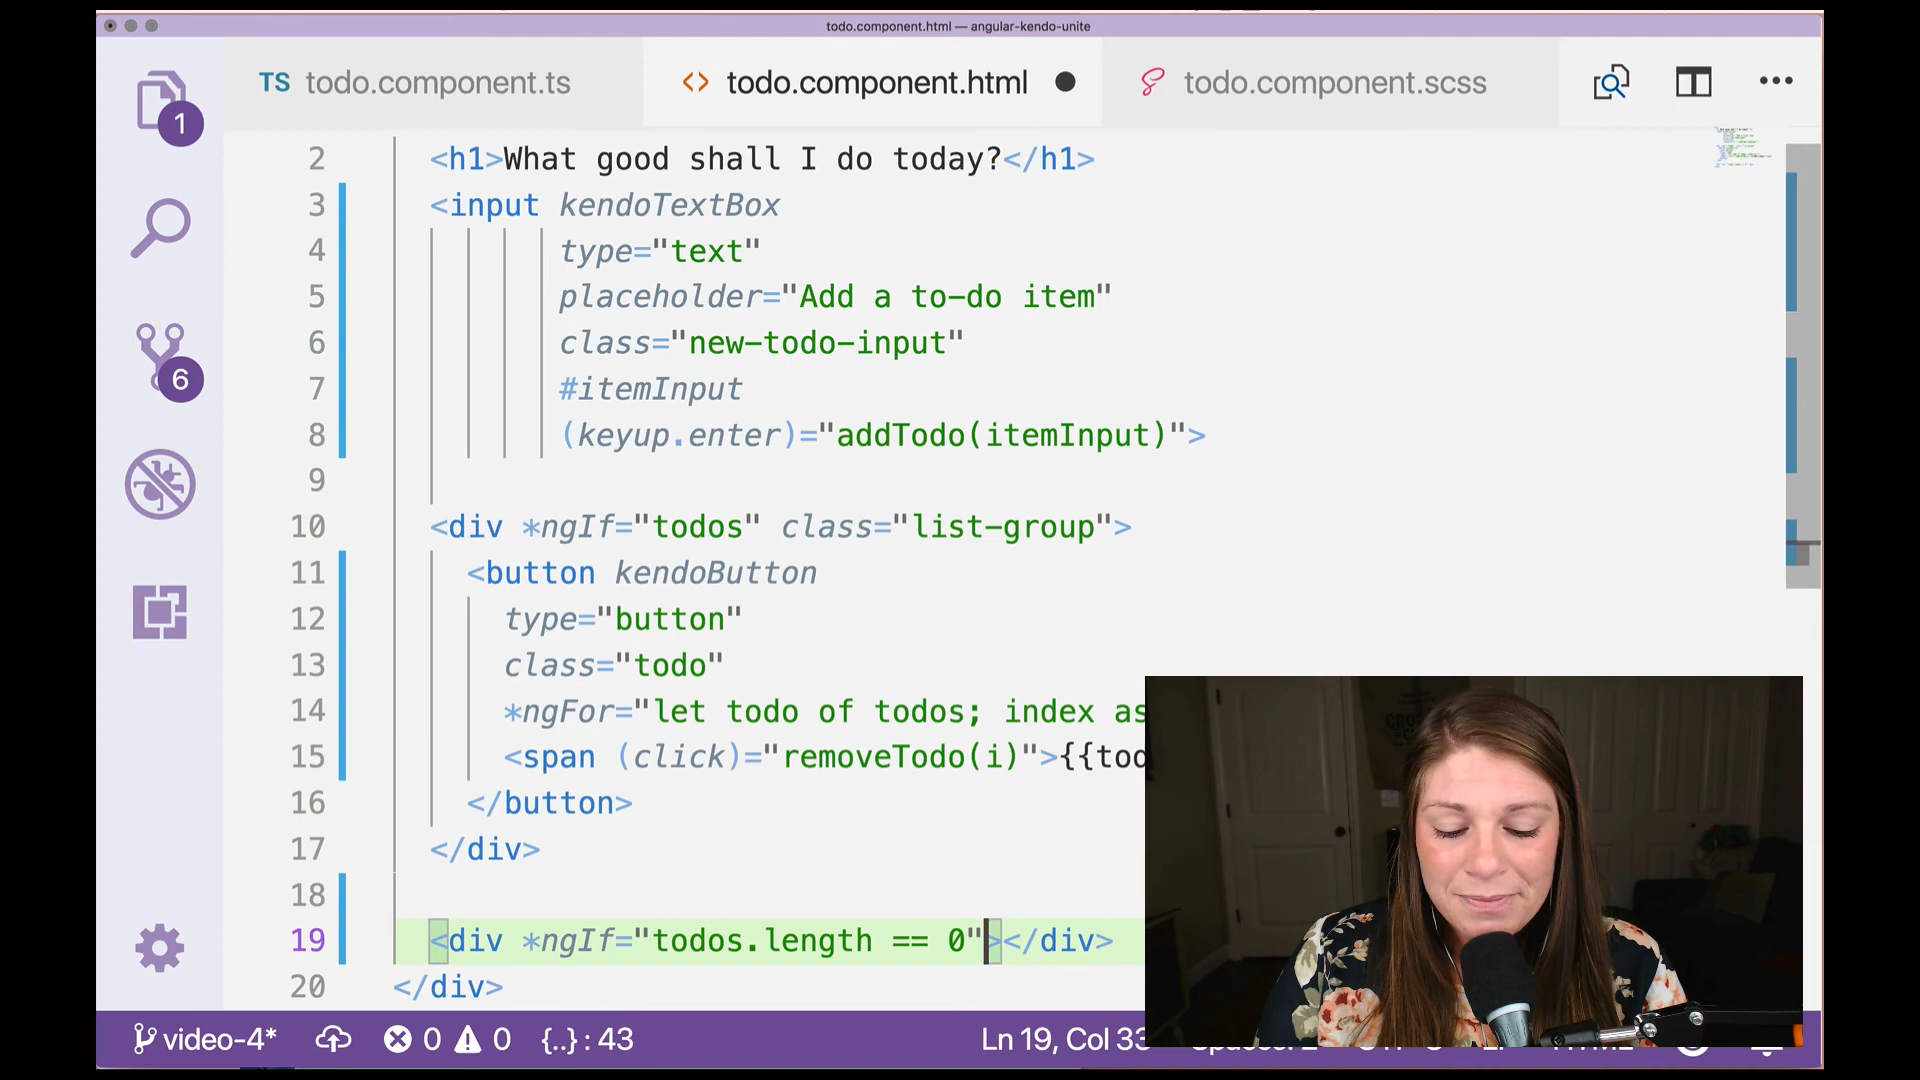 todo.component.html — angular-kendo-unite
TS todo.component.ts
<> todo.component.html ●
todo.component.scss
1
6
2 <h1>What good shall I do today?</h1>
3 <input kendoTextBox
4 type="text"
5 placeholder="Add a to-do item"
6 class="new-todo-input"
7 #itemInput
8 (keyup.enter)="addTodo(itemInput)">
9
10 <div *ngIf="todos" class="list-group">
11 <button kendoButton
12 type="button"
13 class="todo"
14 *ngFor="let todo of todos; index as
15 <span (click)="removeTodo(i)">{{tod
16 </button>
17 </div>
18
19 <div *ngIf="todos.length == 0"></div>
20 </div>
video-4* 0 0 {..} : 43 Ln 19, Col 33